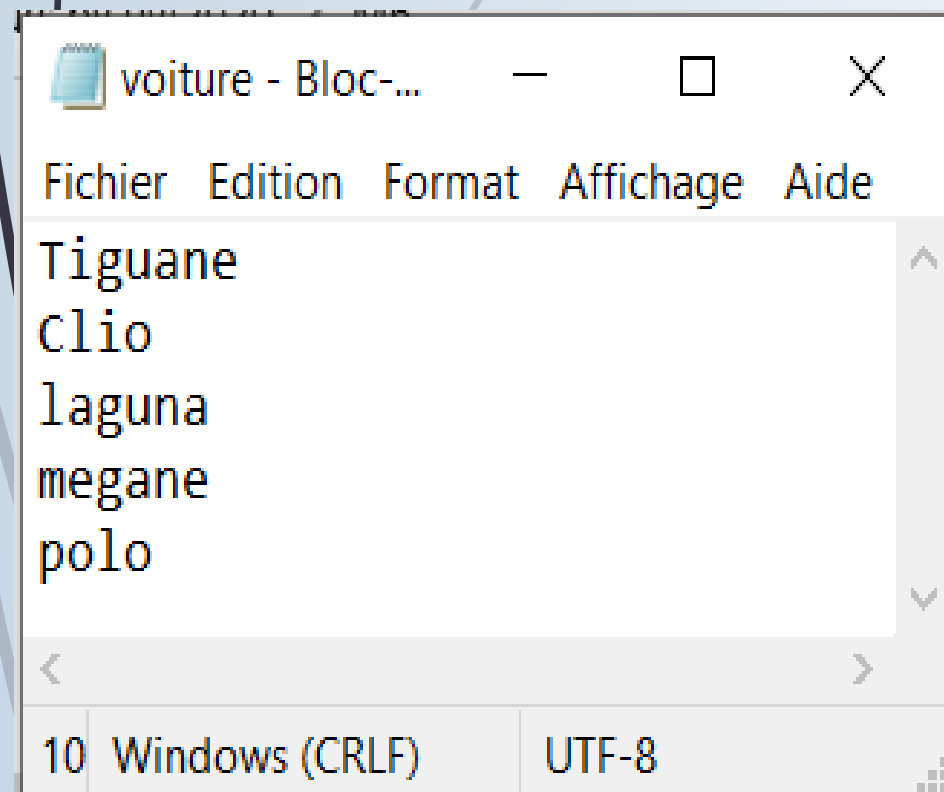 voiture - Bloc-...
Fichier Edition Format Affichage Aide
Tiguane
Clio
laguna
megane
polo
10 Windows (CRLF) UTF-8